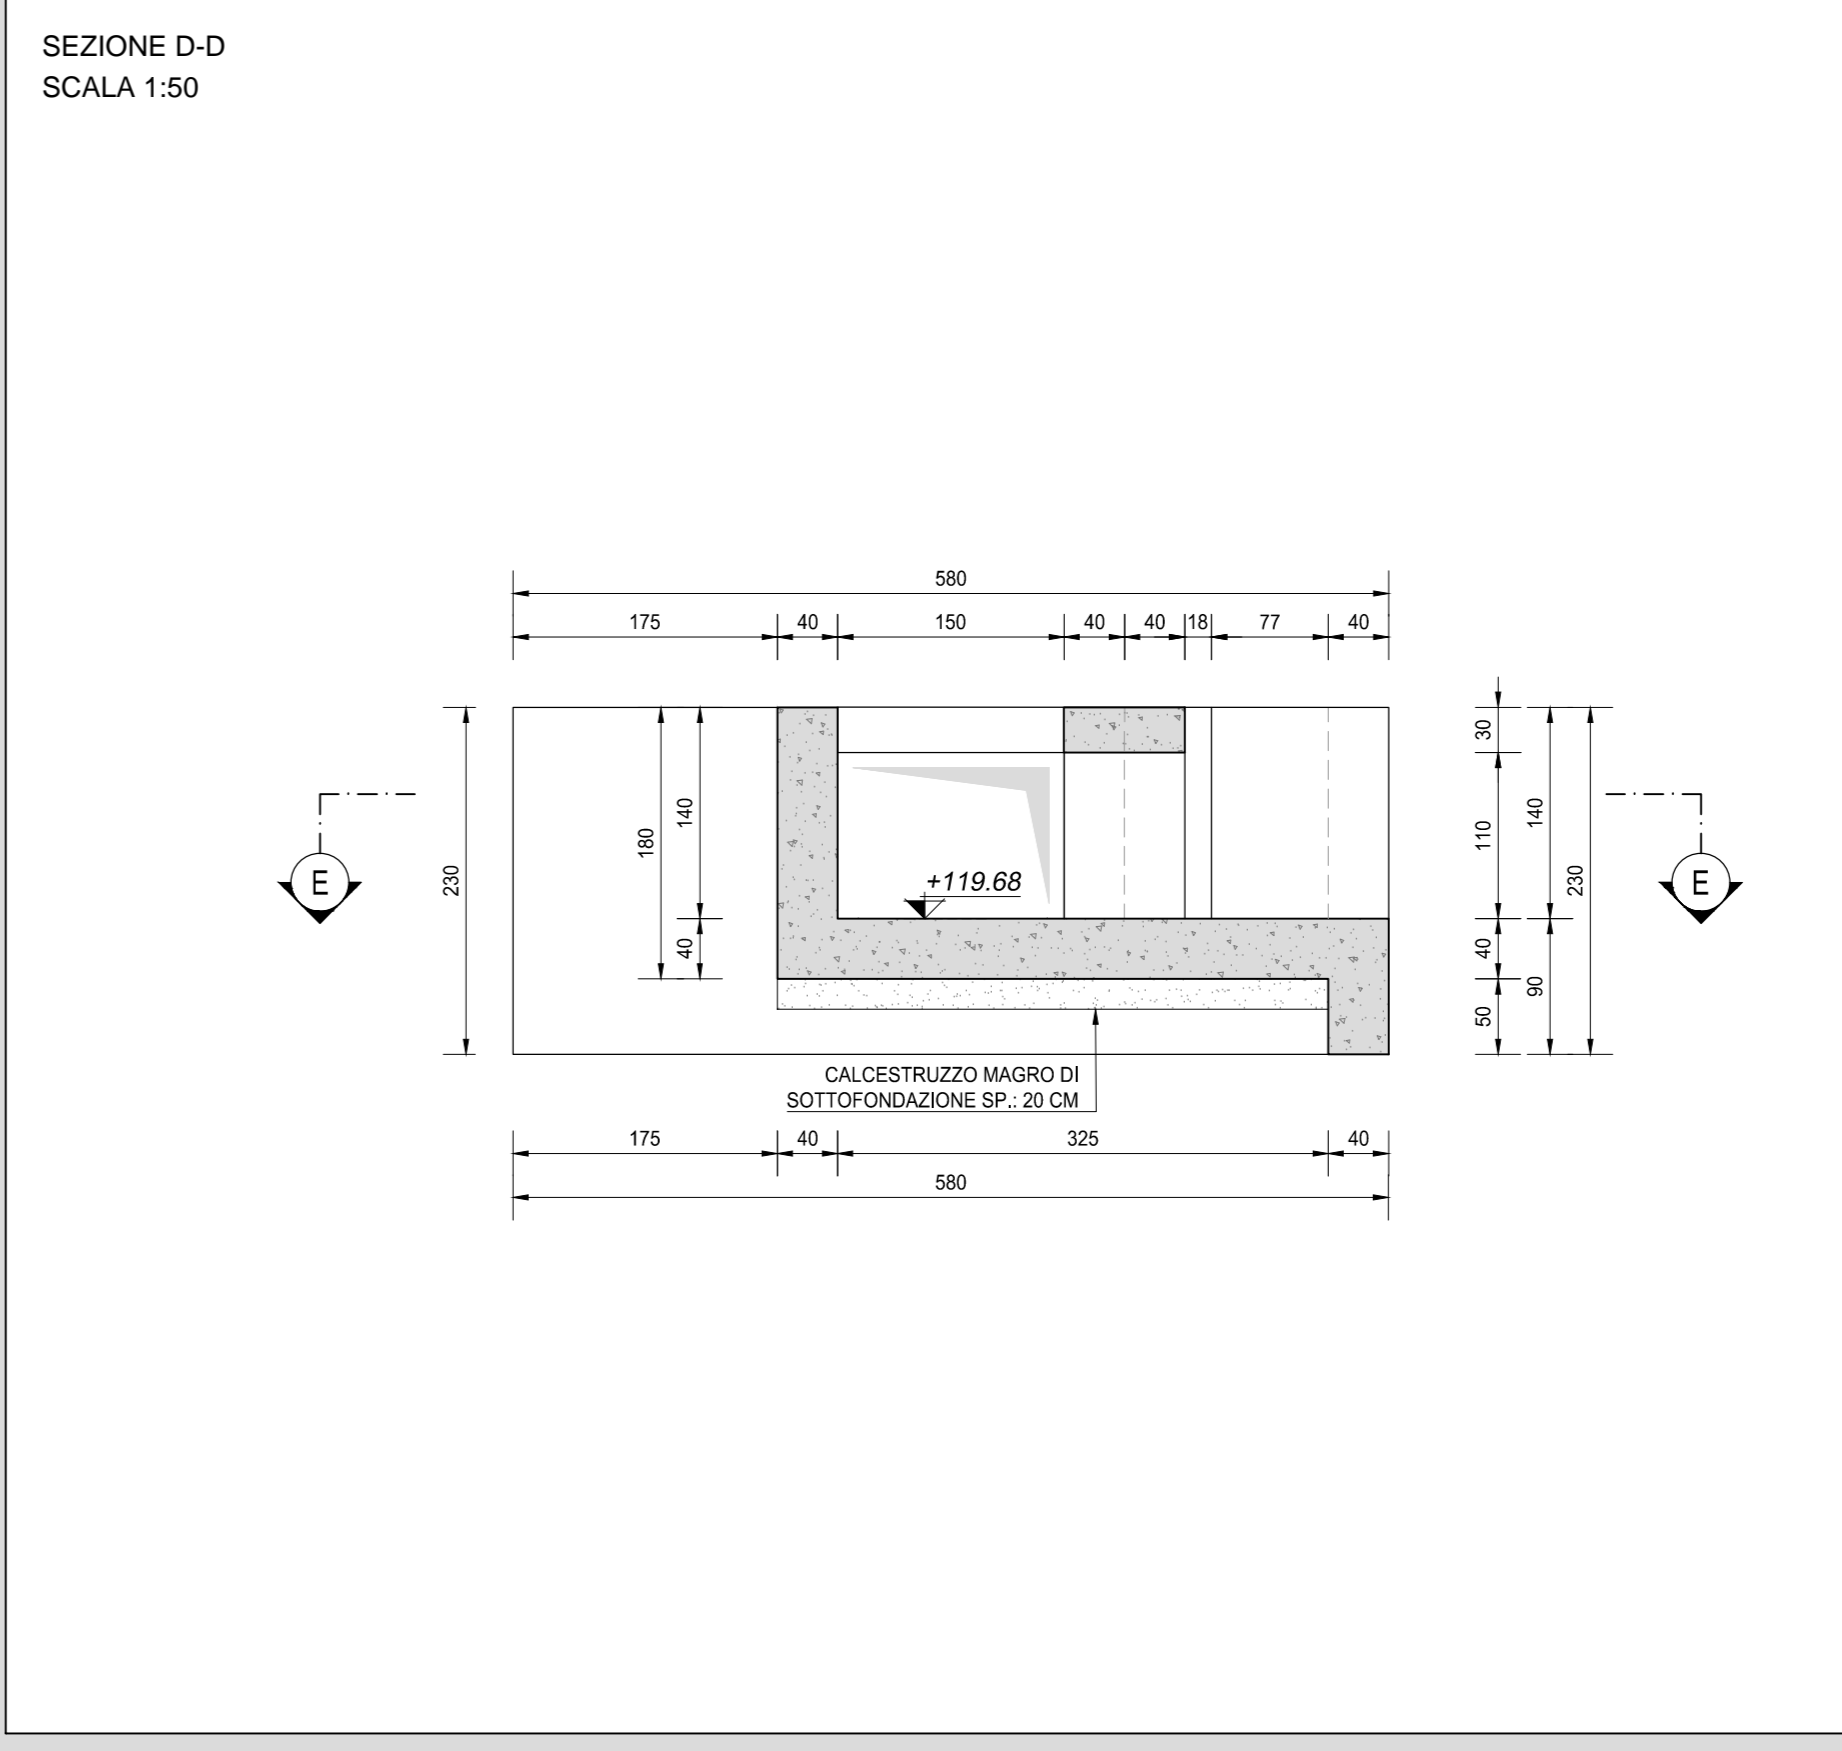 SEZIONE D-D
SCALA 1:50
580
175 40 150 40 40 18 77 40
30
110
140
40
50
90
230
230
180
140
40
E
+119.68
E
CALCESTRUZZO MAGRO DI
SOTTOFONDAZIONE SP.: 20 CM
175 40 325 40
580